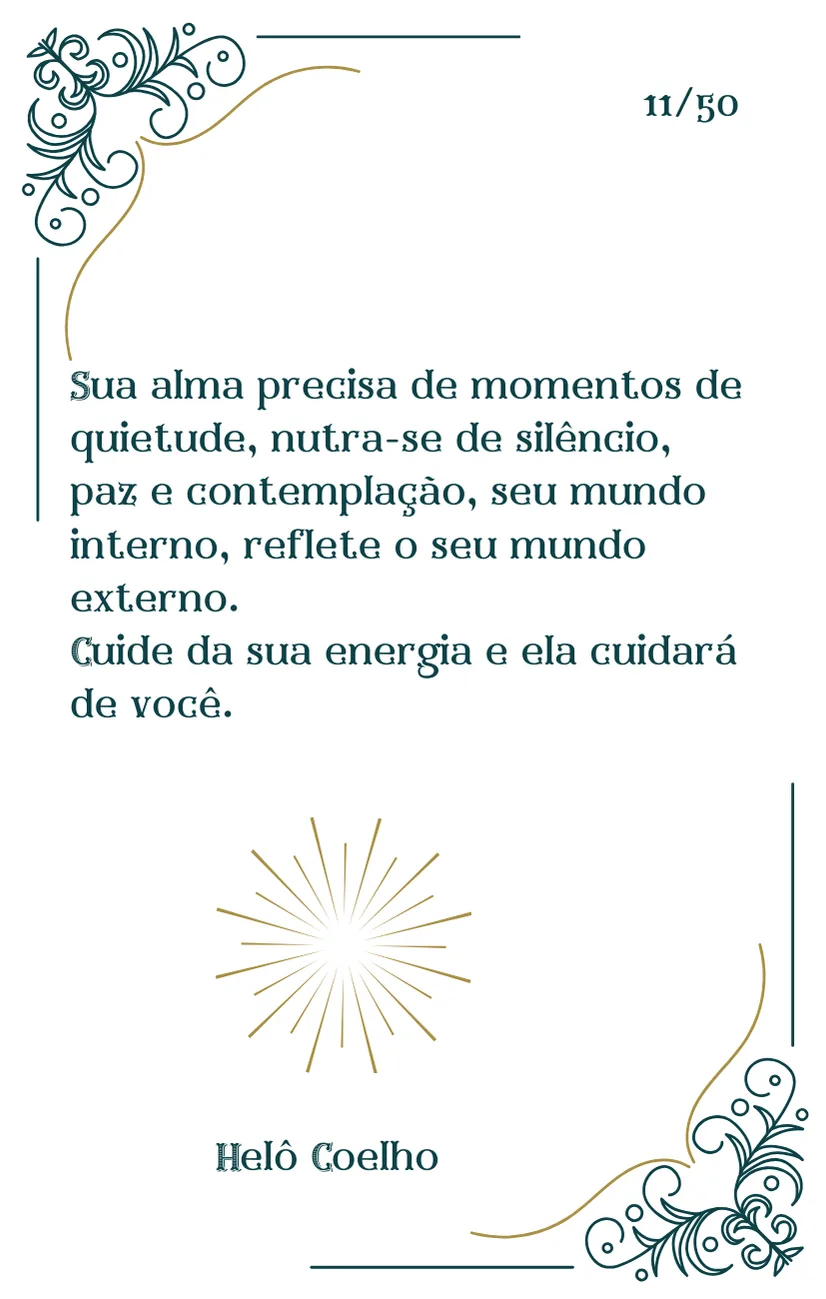 11/50
Sua alma precisa de momentos de
quietude, nutra-se de silêncio,
paz e contemplação, seu mundo
interno, reflete o seu mundo
externo.
Cuide da sua energia e ela cuidará
de você.
Helô Coelho